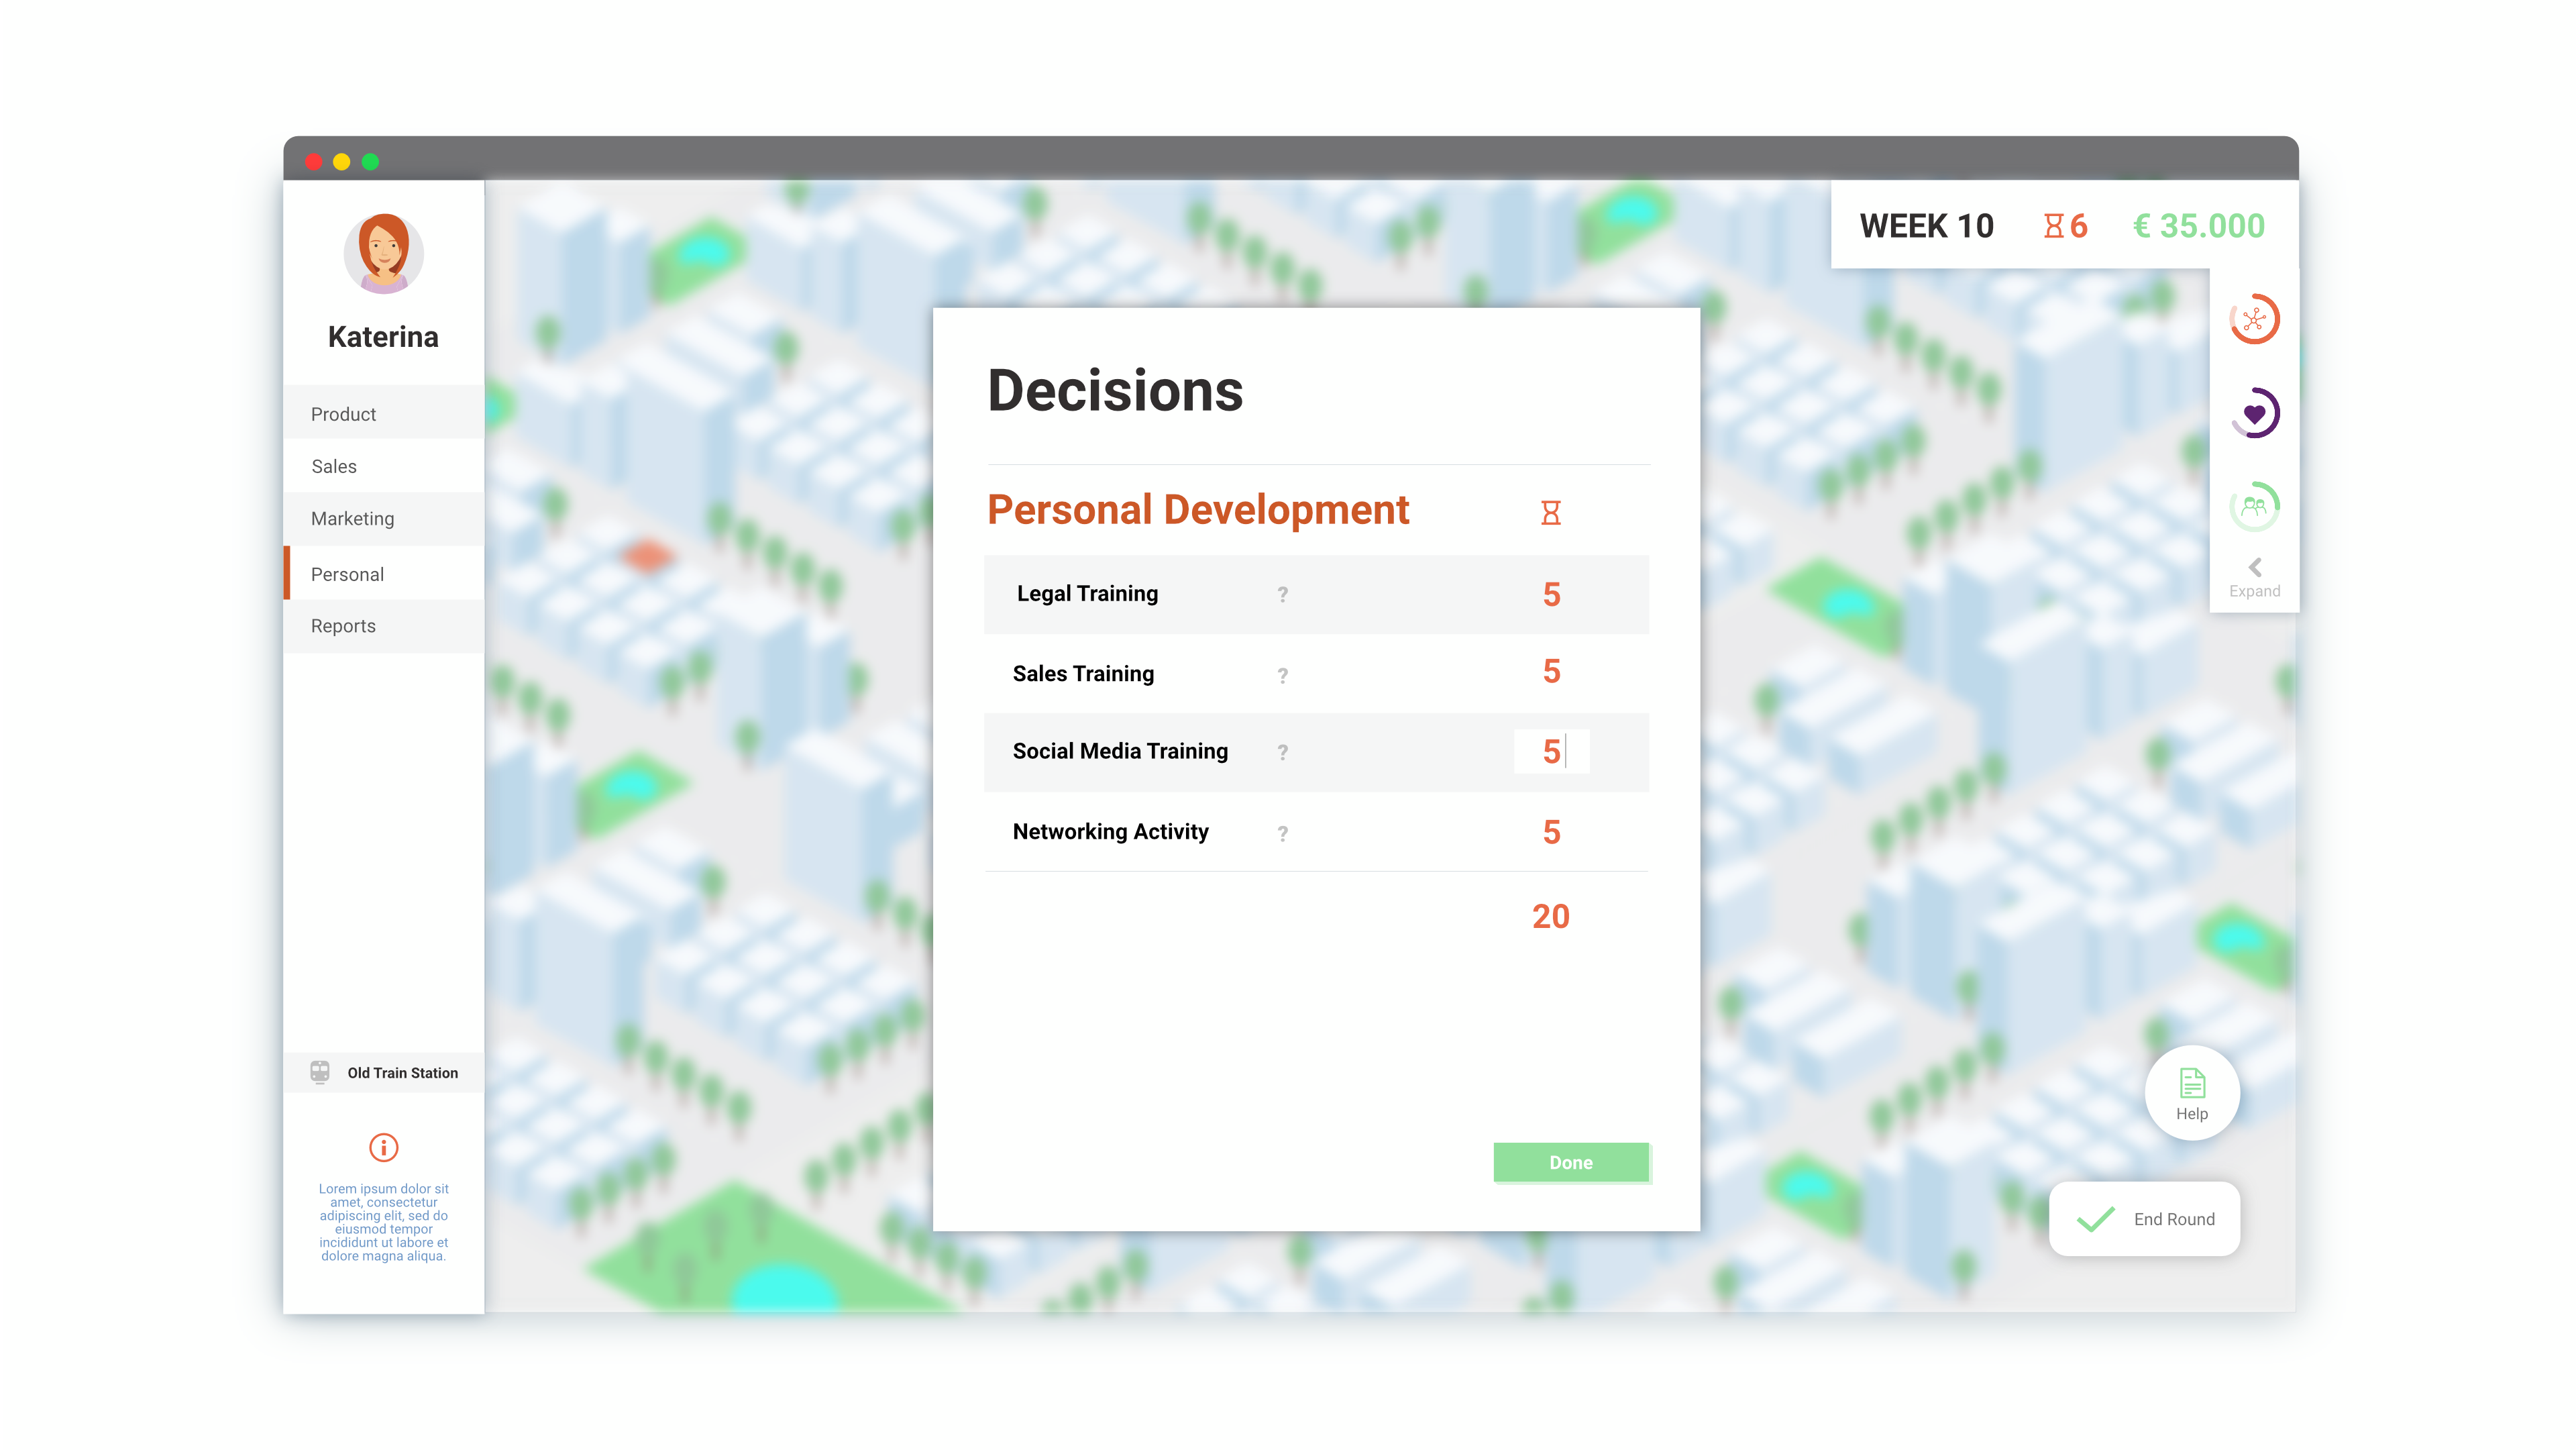 Katerina
Product
Sales
Marketing
Personal
Reports
Old Train Station
Lorem ipsum dolor sit
amet, consectetur
adipiscing elit, sed do
eiusmod tempor
incididunt ut labore et
dolore magna aliqua.
Decisions
Personal Development
Legal Training ? 5
Sales Training ? 5
Social Media Training ? 5
Networking Activity ? 5
20
Done
WEEK 10 6 € 35.000
Expand
Help
End Round